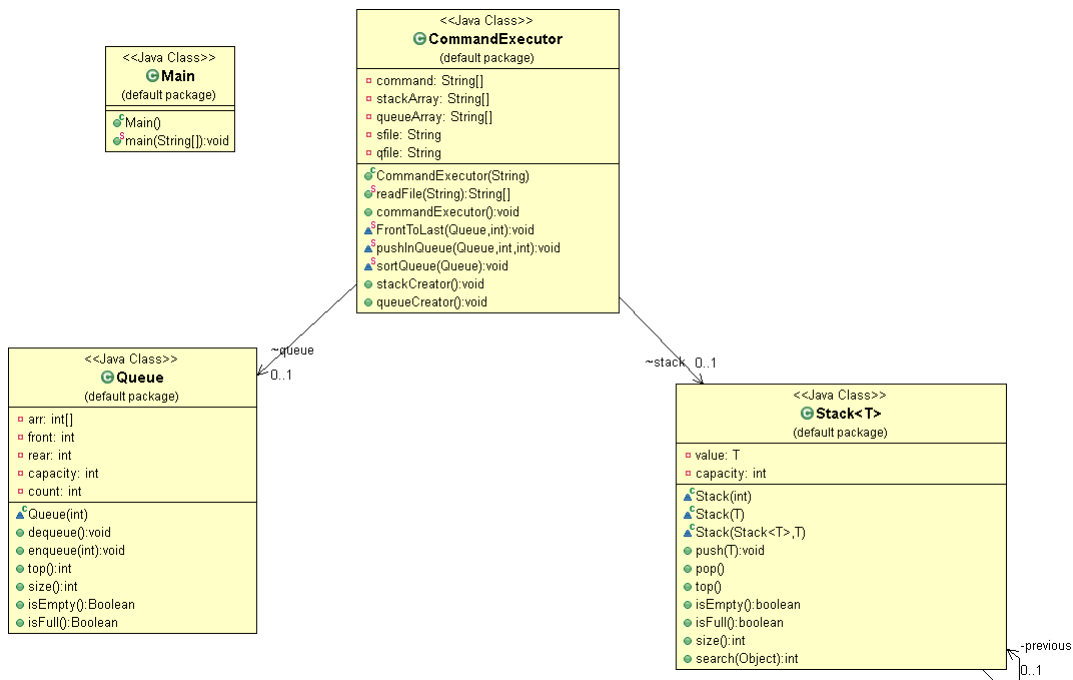 <<Java Class>>
CommandExecutor
(default package)
command: String[]
stackArray: String[]
queueArray: String[]
sfile: String
qfile: String
CommandExecutor(String)
readFile(String):String[]
commandExecutor():void
FrontToLast(Queue,int):void
pushInQueue(Queue,int,int):void
sortQueue(Queue):void
stackCreator():void
queueCreator():void
<<Java Class>>
Main
(default package)
Main()
main(String[]):void
~queue
0..1
~stack 0..1
<<Java Class>>
Queue
(default package)
arr: int[]
front: int
rear: int
capacity: int
count: int
Queue(int)
dequeue():void
enqueue(int):void
top():int
size():int
isEmpty():Boolean
isFull():Boolean
<<Java Class>>
Stack<T>
(default package)
value: T
capacity: int
Stack(int)
Stack(T)
Stack(Stack<T>,T)
push(T):void
pop()
top()
isEmpty():boolean
isFull():boolean
size():int
search(Object):int
-previous
0..1